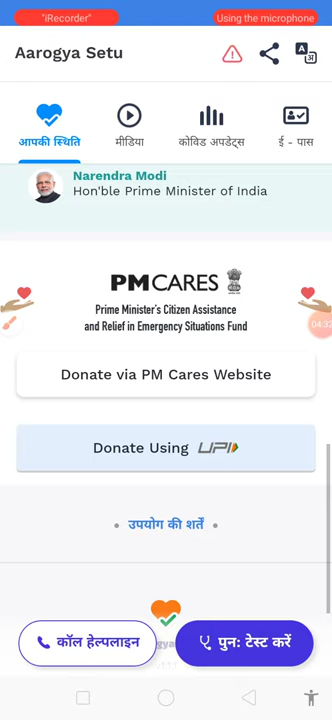 "iRecorder"
Using the microphone
Aarogya Setu
आपकी स्थिति
मीडिया
कोविड अपडेट्स
ई - पास
Narendra Modi
Hon'ble Prime Minister of India
PM CARES
Prime Minister's Citizen Assistance
and Relief in Emergency Situations Fund
Donate via PM Cares Website
Donate Using UPI
• उपयोग की शर्तें •
कॉल हेल्पलाइन
पुनः टेस्ट करें